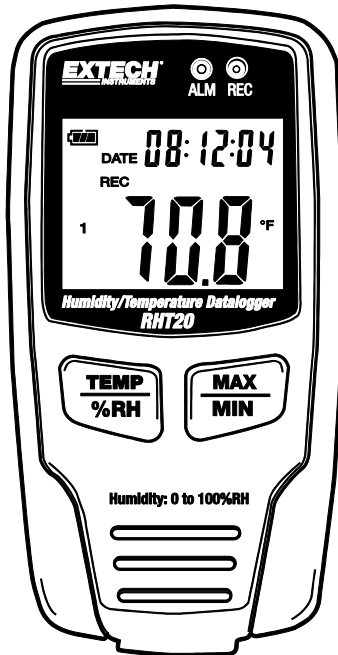 EXTECH®
INSTRUMENTS
ALM REC
DATE 08:12:04
REC
1 70.8 °F
Humidity/Temperature Datalogger
RHT20
TEMP
%RH
MAX
MIN
Humidity: 0 to 100%RH